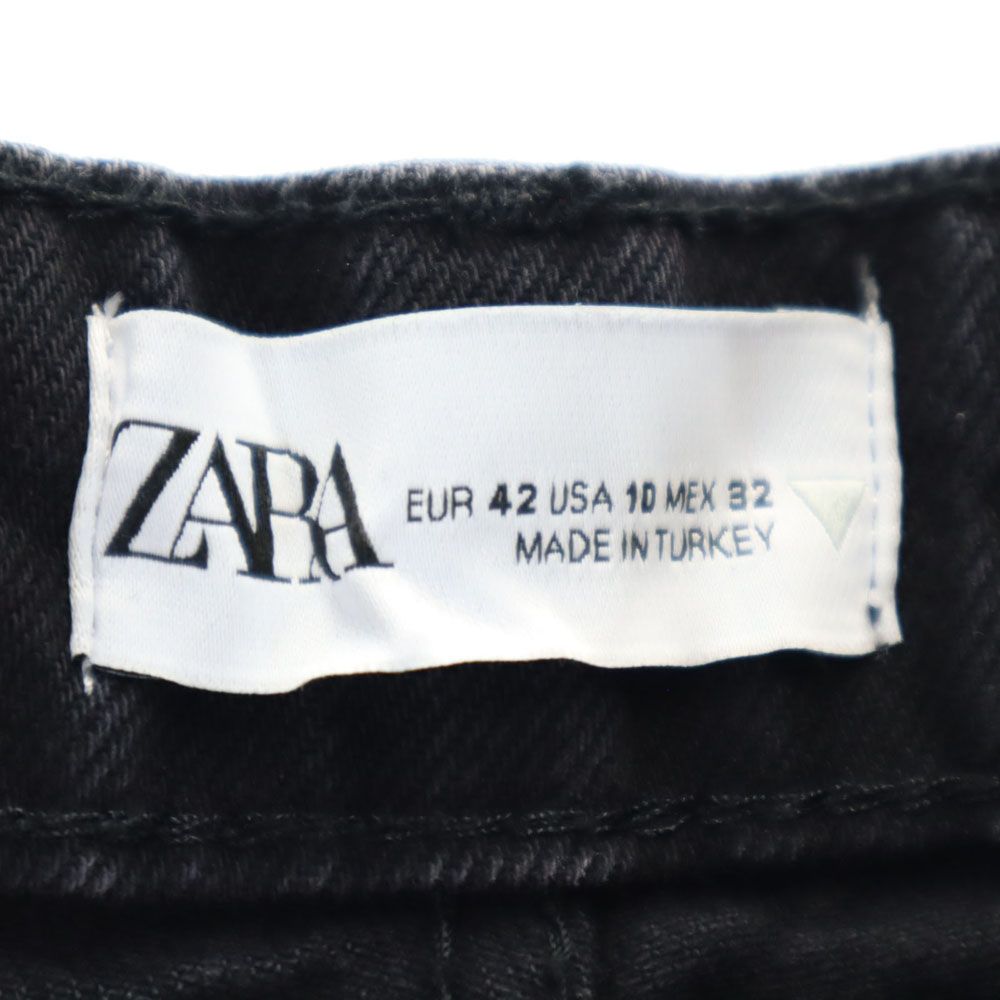 ZARA
EUR 42 USA 10 MEX 32
MADE IN TURKEY